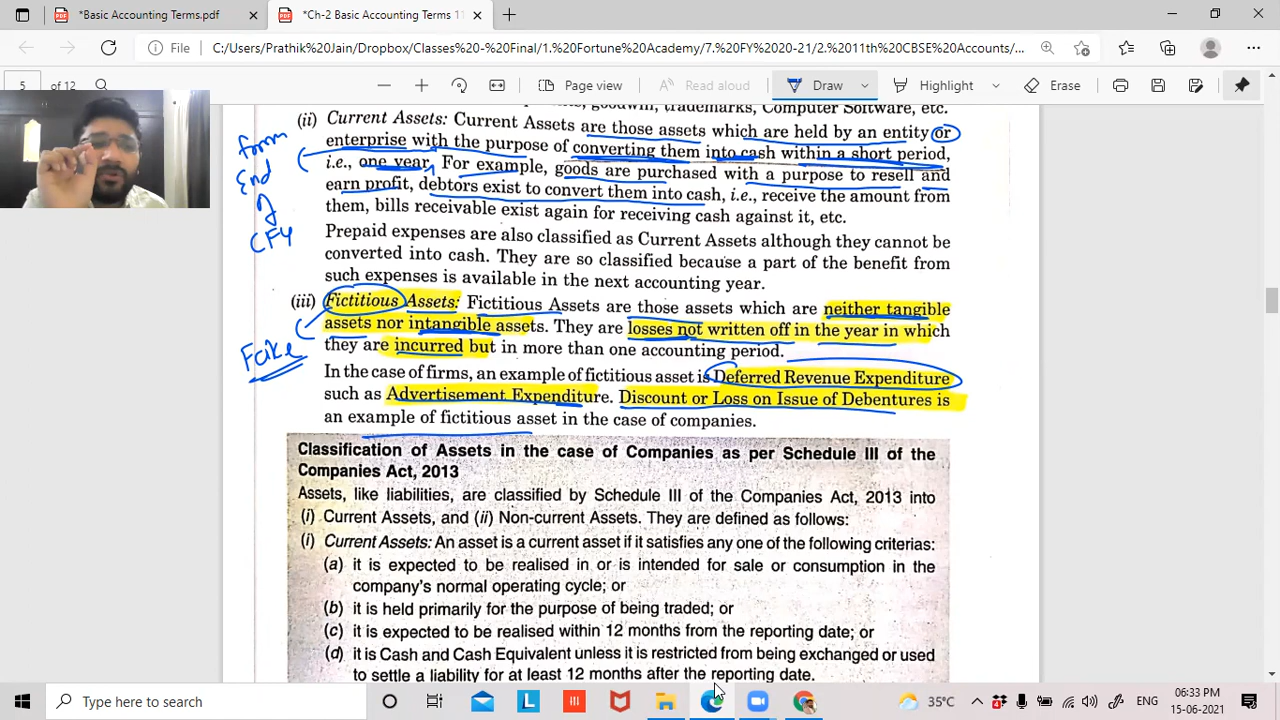 *Basic Accounting Terms.pdf
*Ch-2 Basic Accounting Terms 11
File
C:/Users/Prathik%20Jain/Dropbox/Classes%20-%20Final/1.%20Fortune%20Academy/7.%20FY%2020-21/2.%2011th%20CBSE%20Accounts/...
5 of 12
Page view
Read aloud
Draw
Highlight
Erase
goodwill, trademarks, Computer Software, etc.
(ii) Current Assets: Current Assets are those assets which are held by an entity or
enterprise with the purpose of converting them into cash within a short period,
i.e., one year. For example, goods are purchased with a purpose to resell and
earn profit, debtors exist to convert them into cash, i.e., receive the amount from
them, bills receivable exist again for receiving cash against it, etc.
from
End
of
CFY
Prepaid expenses are also classified as Current Assets although they cannot be
converted into cash. They are so classified because a part of the benefit from
such expenses is available in the next accounting year.
(iii) Fictitious Assets: Fictitious Assets are those assets which are neither tangible
assets nor intangible assets. They are losses not written off in the year in which
they are incurred but in more than one accounting period.
Fake
In the case of firms, an example of fictitious asset is Deferred Revenue Expenditure
such as Advertisement Expenditure. Discount or Loss on Issue of Debentures is
an example of fictitious asset in the case of companies.
Classification of Assets in the case of Companies as per Schedule III of the
Companies Act, 2013
Assets, like liabilities, are classified by Schedule III of the Companies Act, 2013 into
(i) Current Assets, and (ii) Non-current Assets. They are defined as follows:
(i) Current Assets: An asset is a current asset if it satisfies any one of the following criterias:
(a) it is expected to be realised in or is intended for sale or consumption in the
company's normal operating cycle; or
(b) it is held primarily for the purpose of being traded; or
(c) it is expected to be realised within 12 months from the reporting date; or
(d) it is Cash and Cash Equivalent unless it is restricted from being exchanged or used
to settle a liability for at least 12 months after the reporting date.
Type here to search
35°C
ENG
06:33 PM
15-06-2021